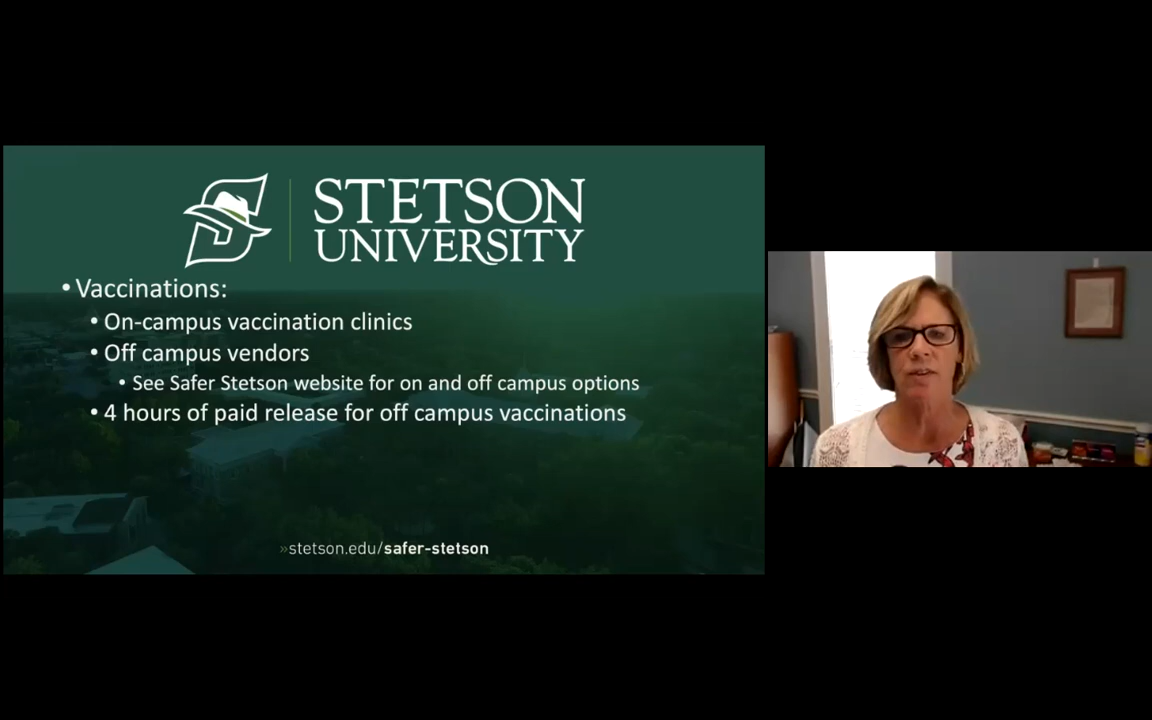 STETSON
UNIVERSITY
• Vaccinations:
• On-campus vaccination clinics
• Off campus vendors
• See Safer Stetson website for on and off campus options
• 4 hours of paid release for off campus vaccinations
»stetson.edu/safer-stetson